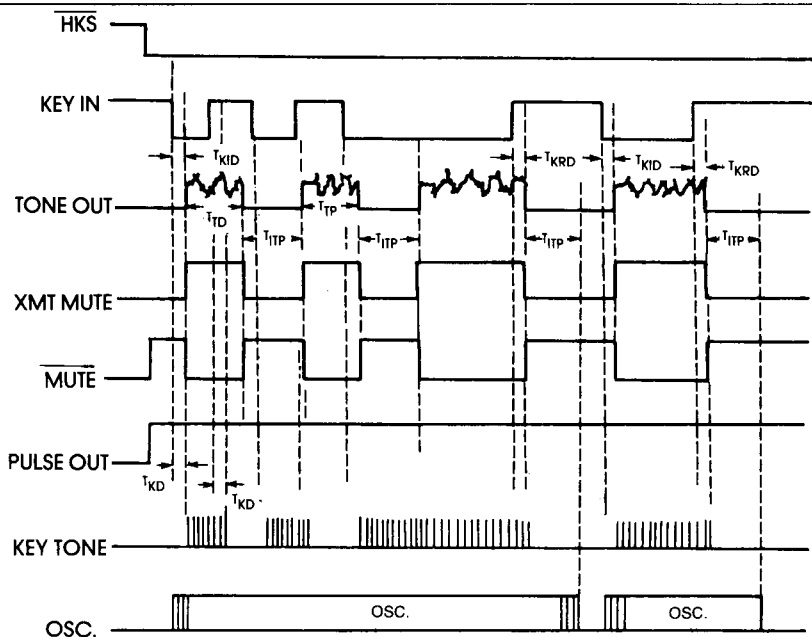 HKS
KEY IN
TKID TKRD TKID TKRD
TONE OUT
TTD TTP
TITP TITP TITP TITP
XMT MUTE
MUTE
PULSE OUT
TKD TKD
KEY TONE
OSC. OSC. OSC.